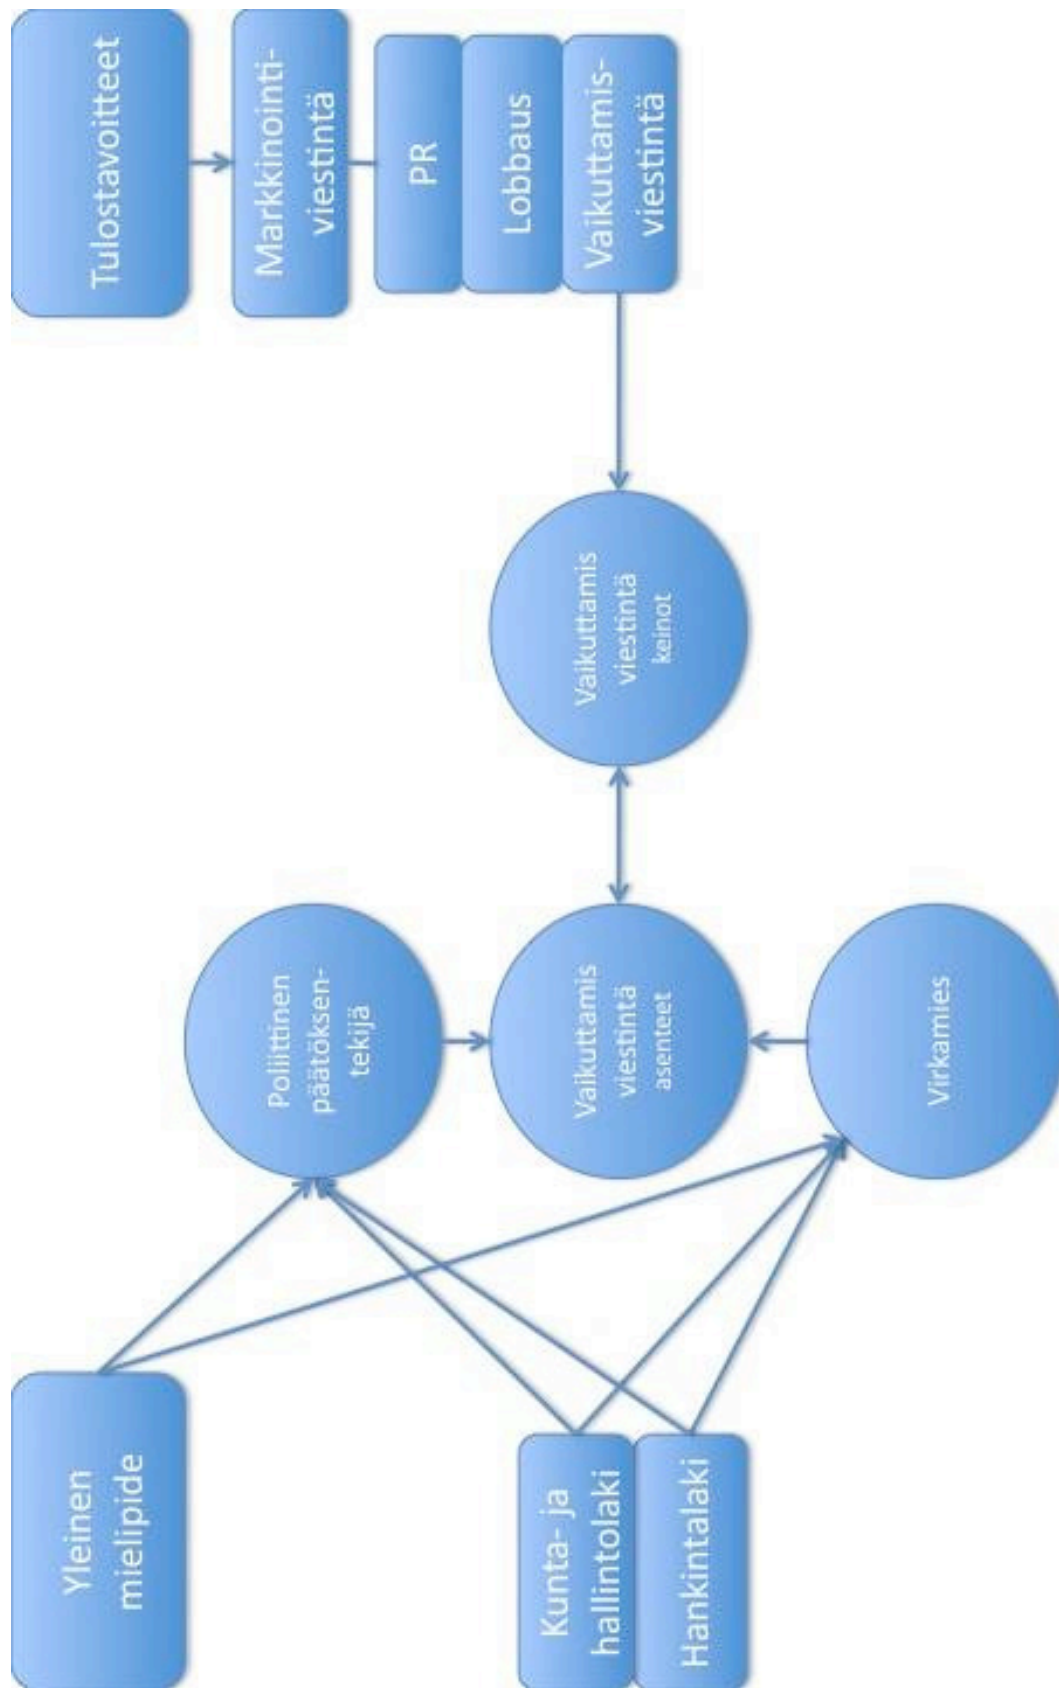 Yleinen
mielipide
Tulostavoitteet
Markkinointi-
viestintä
Poliittinen
päätöksen-
tekijä
PR
Lobbaus
Vaikuttamis-
viestintä
Kunta- ja
hallintolaki
Vaikuttamis
viestintä
asenteet
Vaikuttamis
viestintä
keinot
Hankintalaki
Virkamies